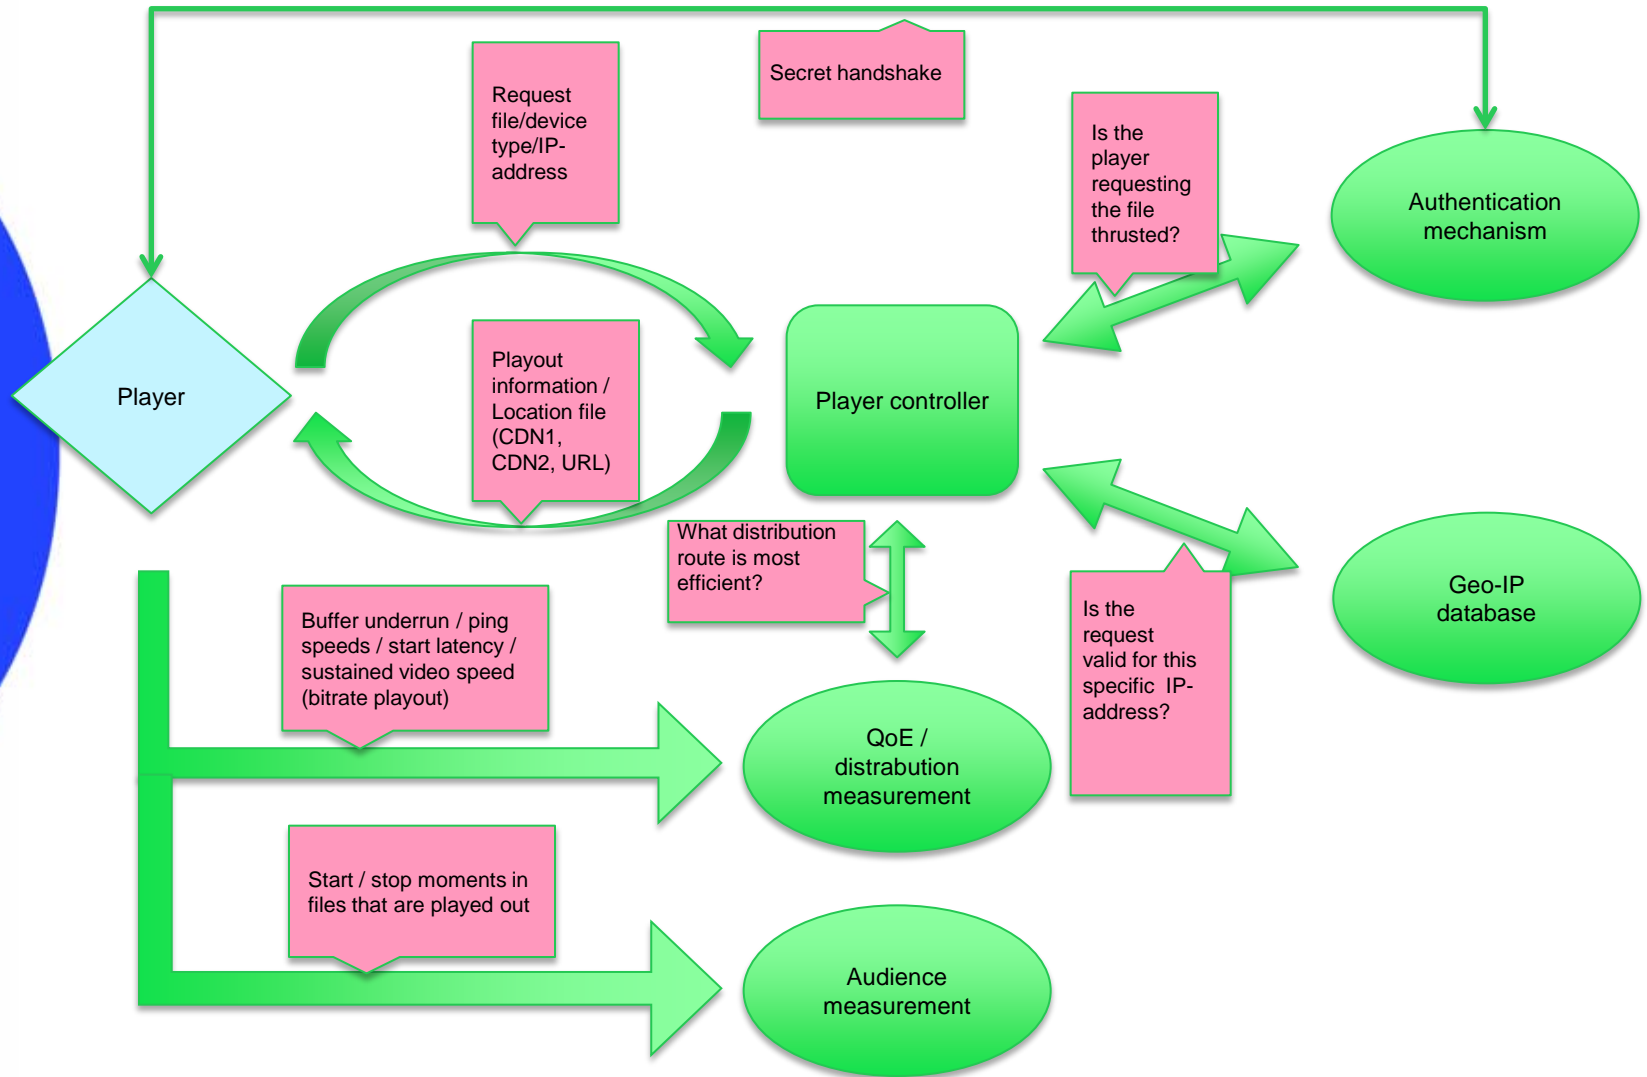 Secret handshake
Request
file/device
type/IP-
address
Is the
player
requesting
the file
thrusted?
Authentication
mechanism
Player
Playout
information /
Location file
(CDN1,
CDN2, URL)
Player controller
What distribution
route is most
efficient?
Geo-IP
database
Is the
request
valid for this
specific  IP-
address?
Buffer underrun / ping
speeds / start latency /
sustained video speed
(bitrate playout)
QoE /
distrabution
measurement
Start / stop moments in
files that are played out
Audience
measurement